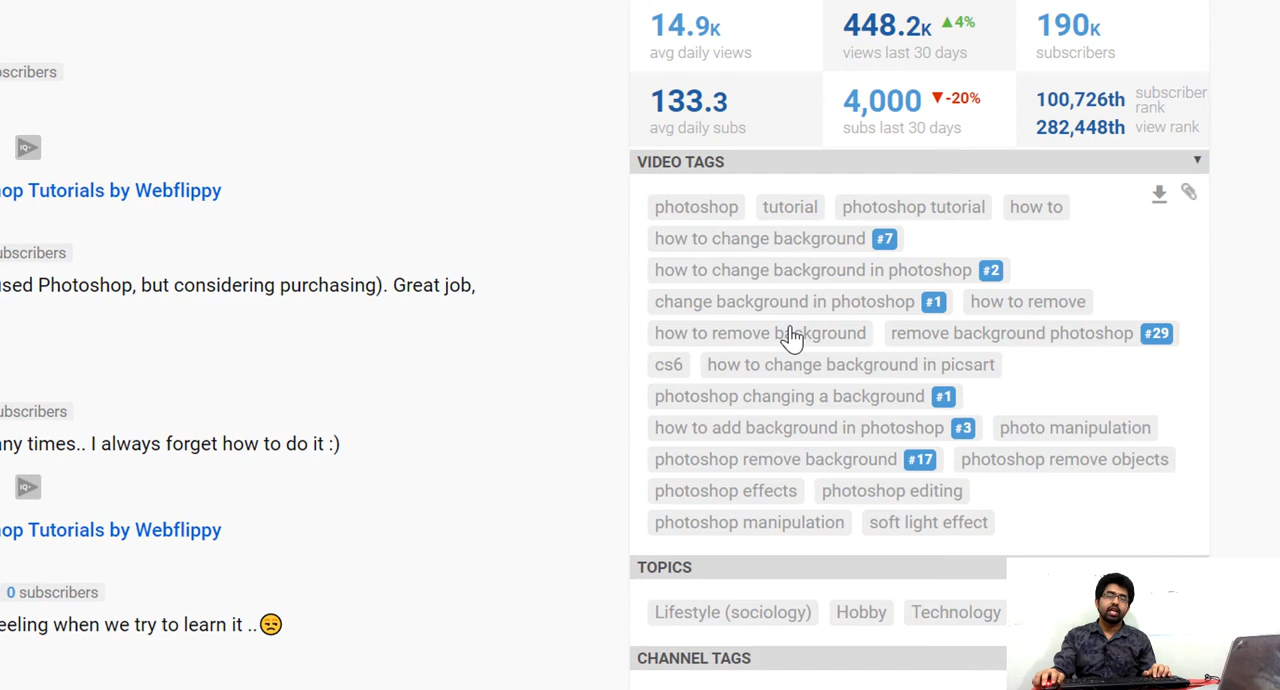 14.9K 448.2K ▲4% 190K
avg daily views views last 30 days subscribers
133.3 4,000 ▼-20% 100,726th subscriber rank
avg daily subs subs last 30 days 282,448th view rank
VIDEO TAGS ▼
photoshop tutorial photoshop tutorial how to
how to change background #7
how to change background in photoshop #2
change background in photoshop #1 how to remove
how to remove background remove background photoshop #29
cs6 how to change background in picsart
photoshop changing a background #1
how to add background in photoshop #3 photo manipulation
photoshop remove background #17 photoshop remove objects
photoshop effects photoshop editing
photoshop manipulation soft light effect
TOPICS
Lifestyle (sociology) Hobby Technology
CHANNEL TAGS
bscribers
IQ+
op Tutorials by Webflippy
ubscribers
used Photoshop, but considering purchasing). Great job,
ubscribers
any times.. I always forget how to do it :)
IQ+
op Tutorials by Webflippy
0 subscribers
eeling when we try to learn it ..😞